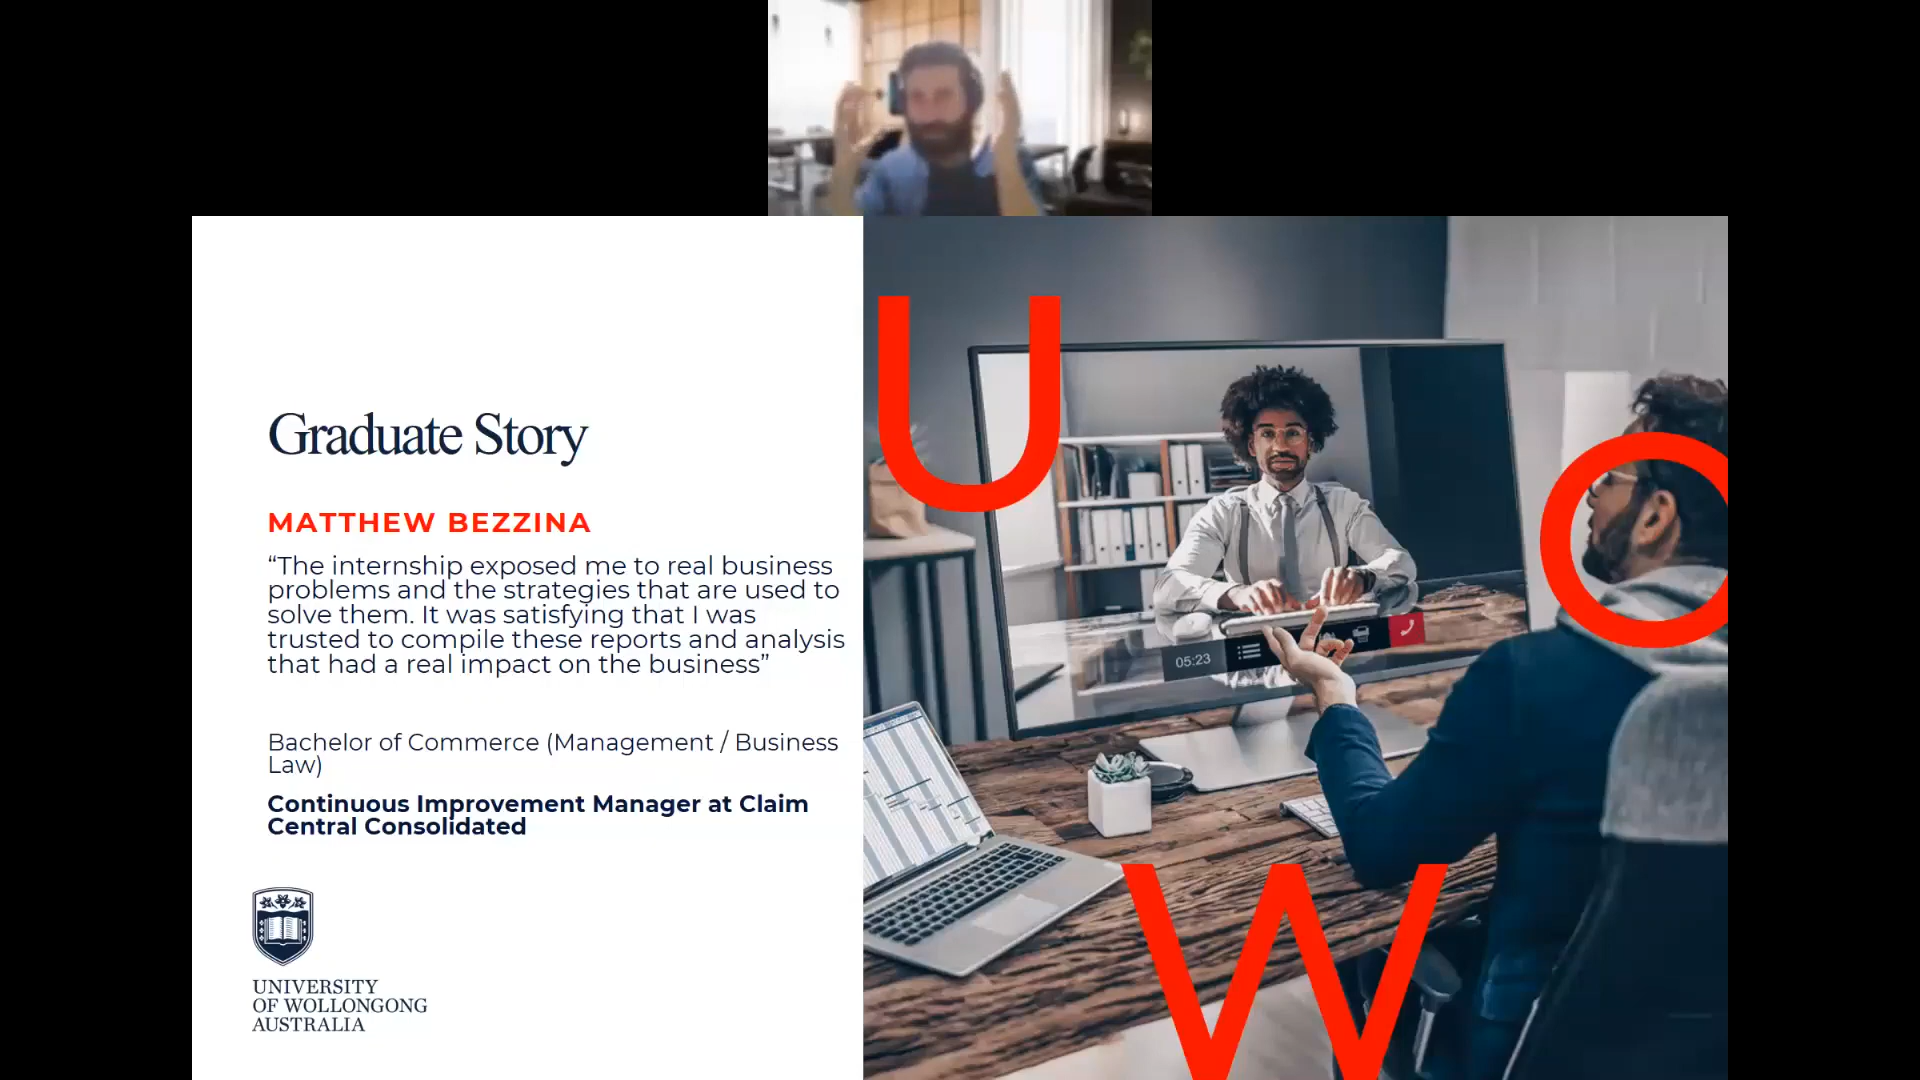 Graduate Story
MATTHEW BEZZINA
“The internship exposed me to real business
problems and the strategies that are used to
solve them. It was satisfying that I was
trusted to compile these reports and analysis
that had a real impact on the business”
Bachelor of Commerce (Management / Business
Law)
Continuous Improvement Manager at Claim
Central Consolidated
UNIVERSITY
OF WOLLONGONG
AUSTRALIA
U
O
W
05:23